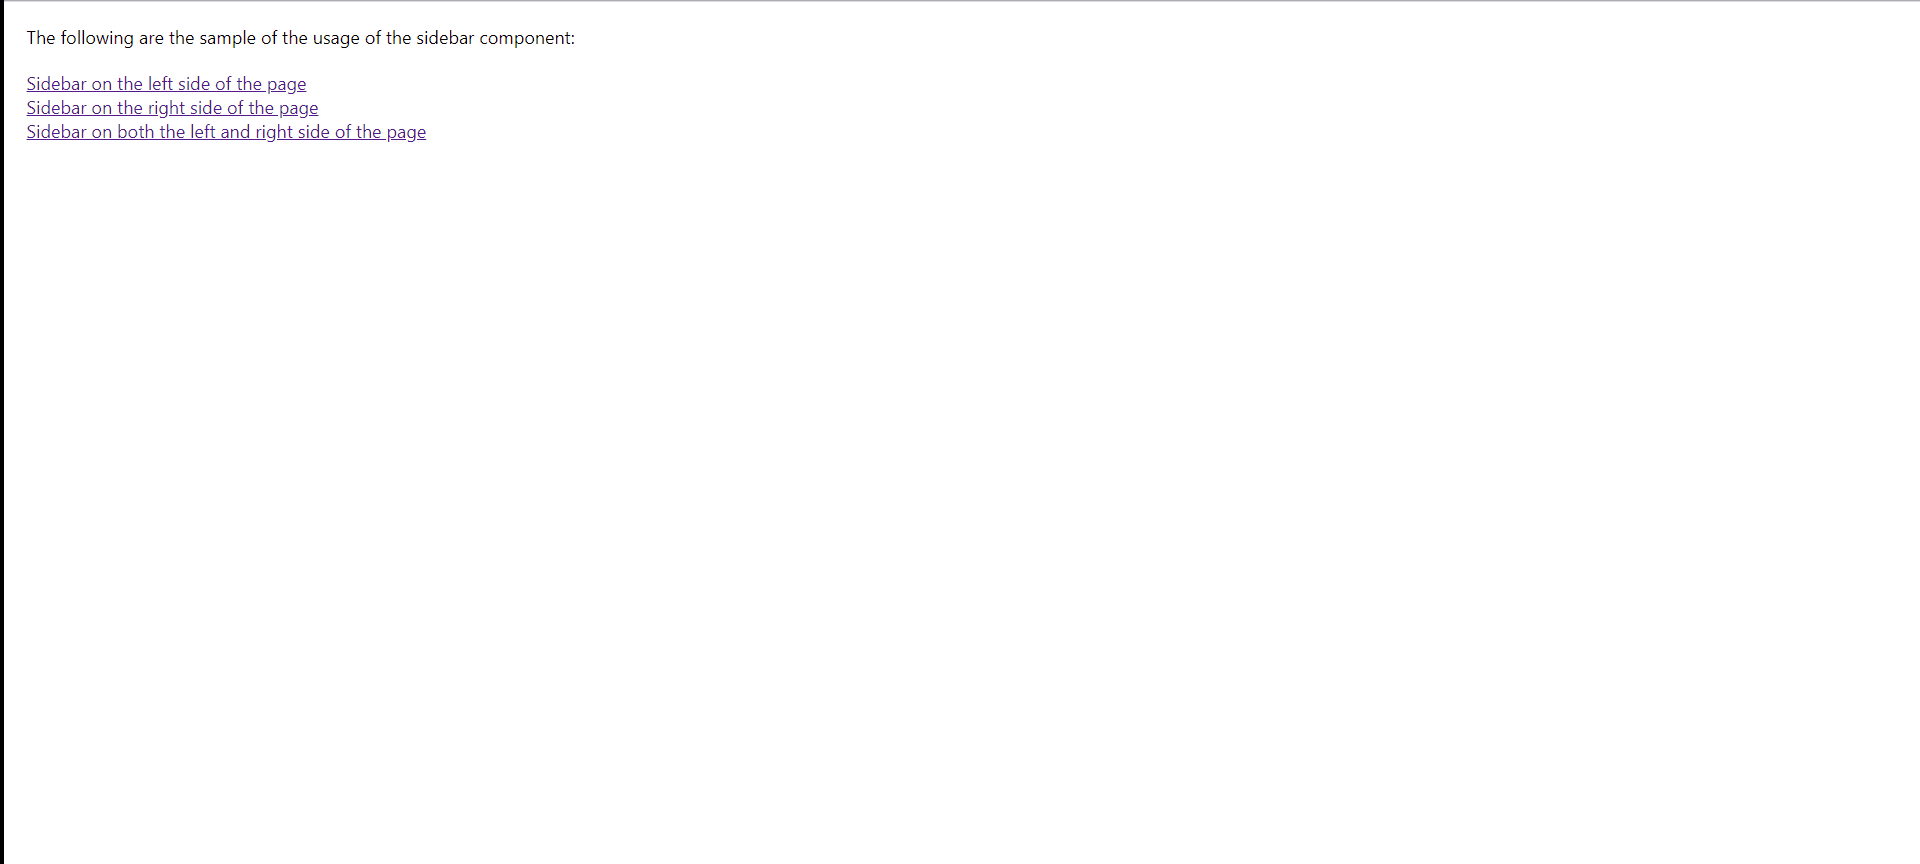 The following are the sample of the usage of the sidebar component:
Sidebar on the left side of the page
Sidebar on the right side of the page
Sidebar on both the left and right side of the page